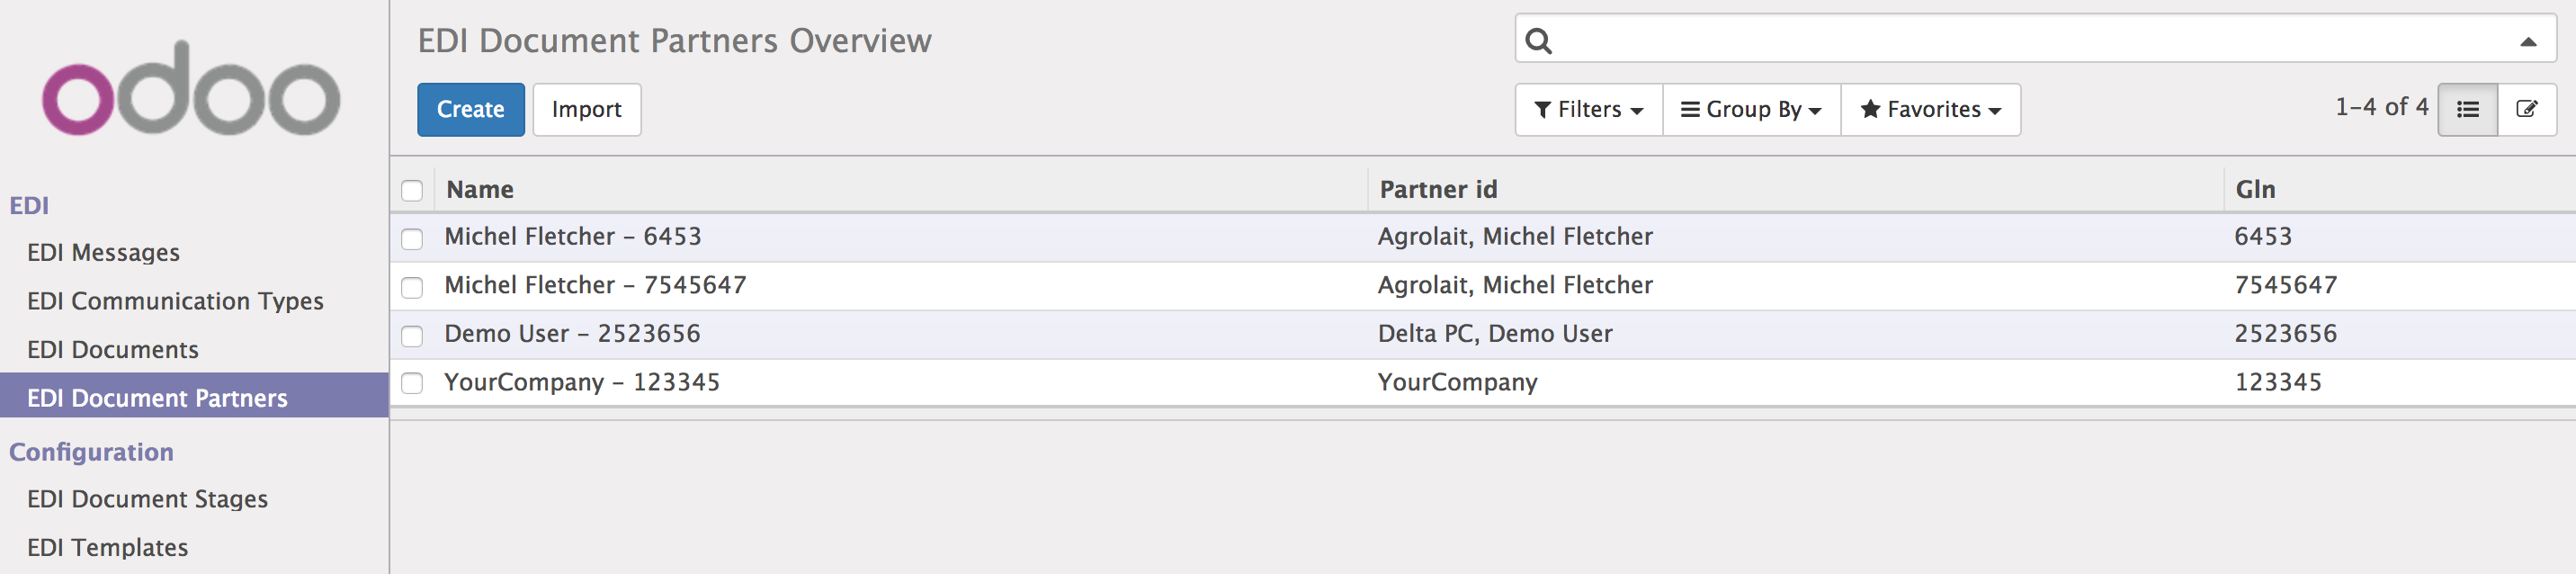 odoo
EDI
EDI Messages
EDI Communication Types
EDI Documents
EDI Document Partners
Configuration
EDI Document Stages
EDI Templates
EDI Document Partners Overview
Create Import
Filters Group By Favorites 1-4 of 4
Name Partner id Gln
Michel Fletcher - 6453 Agrolait, Michel Fletcher 6453
Michel Fletcher - 7545647 Agrolait, Michel Fletcher 7545647
Demo User - 2523656 Delta PC, Demo User 2523656
YourCompany - 123345 YourCompany 123345